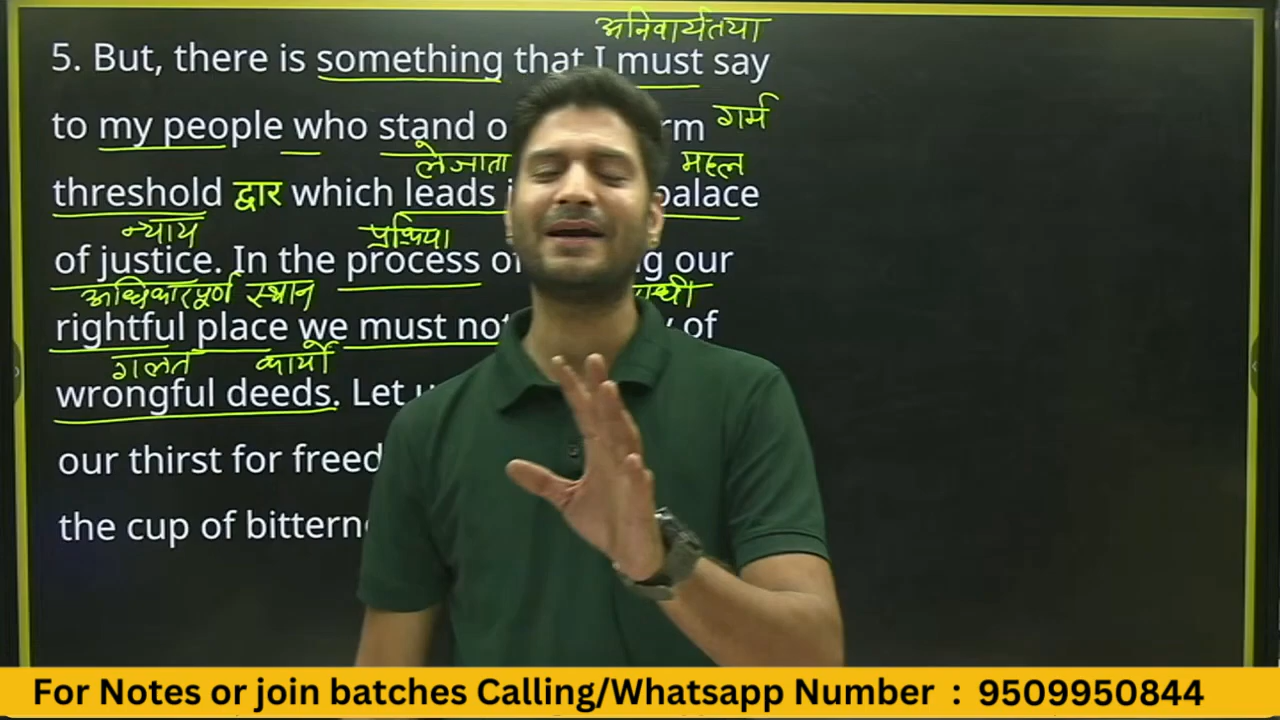 अनिवार्यतया
5. But, there is something that I must say
to my people who stand o rm गर्म
ले जाता महल
threshold द्वार which leads palace
न्याय प्रक्रिया
of justice. In the process o g our
अधिकारपूर्ण स्थान
rightful place we must not of
गलत कार्यो
wrongful deeds. Let u
our thirst for freed
the cup of bittern
For Notes or join batches Calling/Whatsapp Number : 9509950844